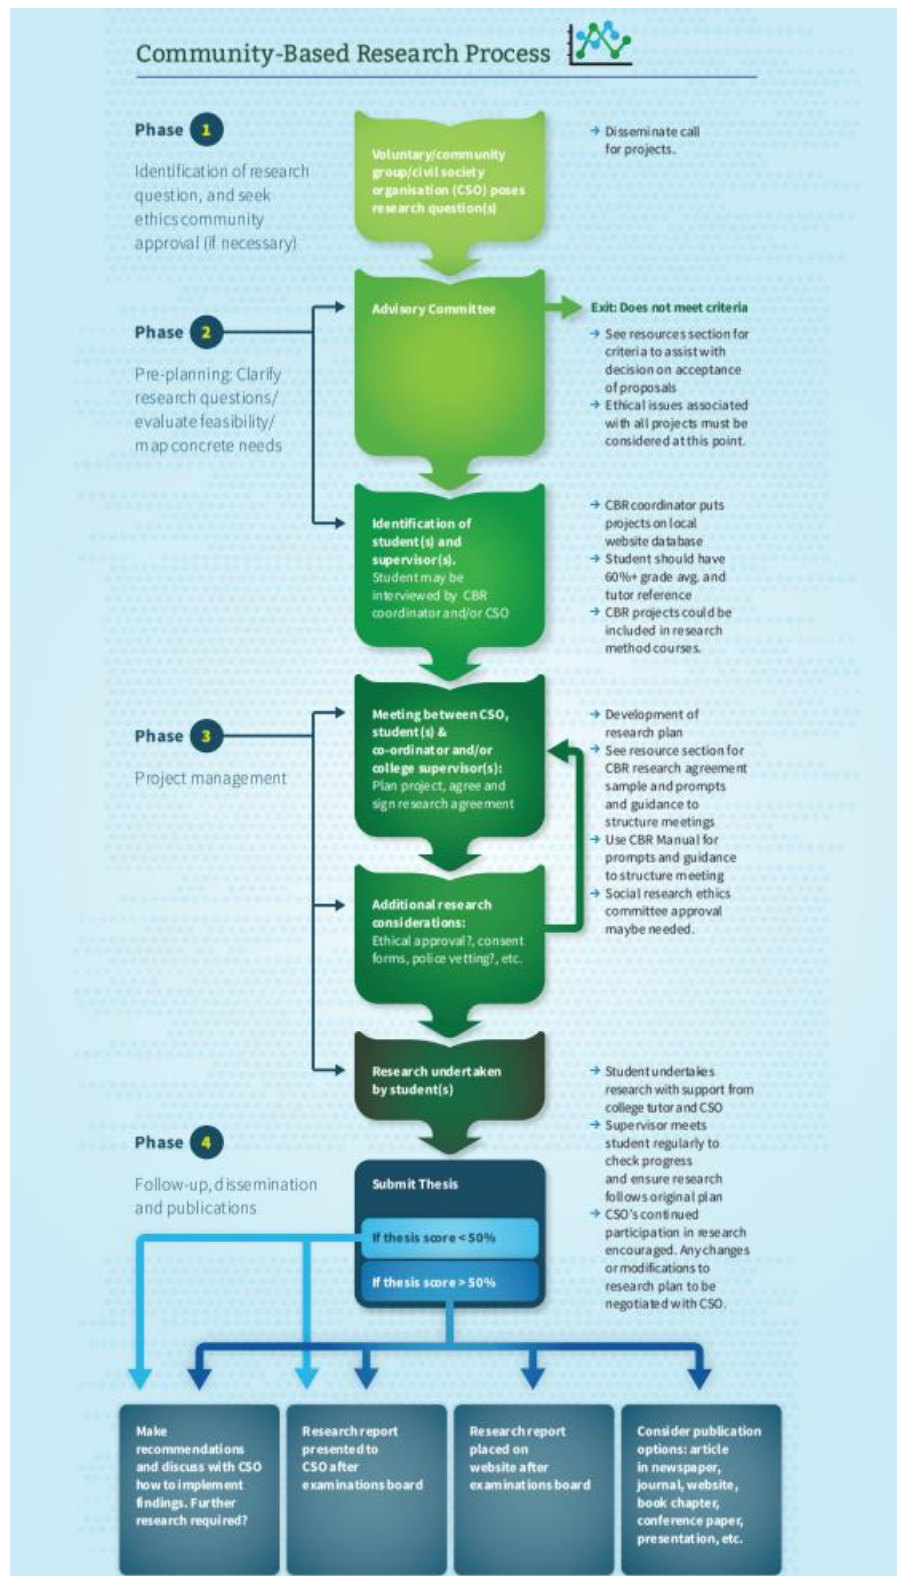 Community-Based Research Process
Phase 1
Identification of research
question, and seek
ethics community
approval (if necessary)
Voluntary/community
group/civil society
organisation (CSO) poses
research question(s)
→ Disseminate call
for projects.
Phase 2
Pre-planning: Clarify
research questions/
evaluate feasibility/
map concrete needs
Advisory Committee
Exit: Does not meet criteria
→ See resources section for
criteria to assist with
decision on acceptance
of proposals
→ Ethical issues associated
with all projects must be
considered at this point.
Identification of
student(s) and
supervisor(s).
Student may be
interviewed by CBR
coordinator and/or CSO
→ CBR coordinator puts
projects on local
website database
→ Student should have
60%+ grade avg. and
tutor reference
→ CBR projects could be
included in research
method courses.
Phase 3
Project management
Meeting between CSO,
student(s) &
co-ordinator and/or
college supervisor(s):
Plan project, agree and
sign research agreement
→ Development of
research plan
→ See resource section for
CBR research agreement
sample and prompts
and guidance to
structure meetings
→ Use CBR Manual for
prompts and guidance
to structure meeting
→ Social research ethics
committee approval
maybe needed.
Additional research
considerations:
Ethical approval?, consent
forms, police vetting?, etc.
Research undertaken
by student(s)
→ Student undertakes
research with support from
college tutor and CSO
→ Supervisor meets
student regularly to
check progress
and ensure research
follows original plan
→ CSO's continued
participation in research
encouraged. Any changes
or modifications to
research plan to be
negotiated with CSO.
Phase 4
Follow-up, dissemination
and publications
Submit Thesis
If thesis score < 50%
If thesis score > 50%
Make
recommendations
and discuss with CSO
how to implement
findings. Further
research required?
Research report
presented to
CSO after
examinations board
Research report
placed on
website after
examinations board
Consider publication
options: article
in newspaper,
journal, website,
book chapter,
conference paper,
presentation, etc.